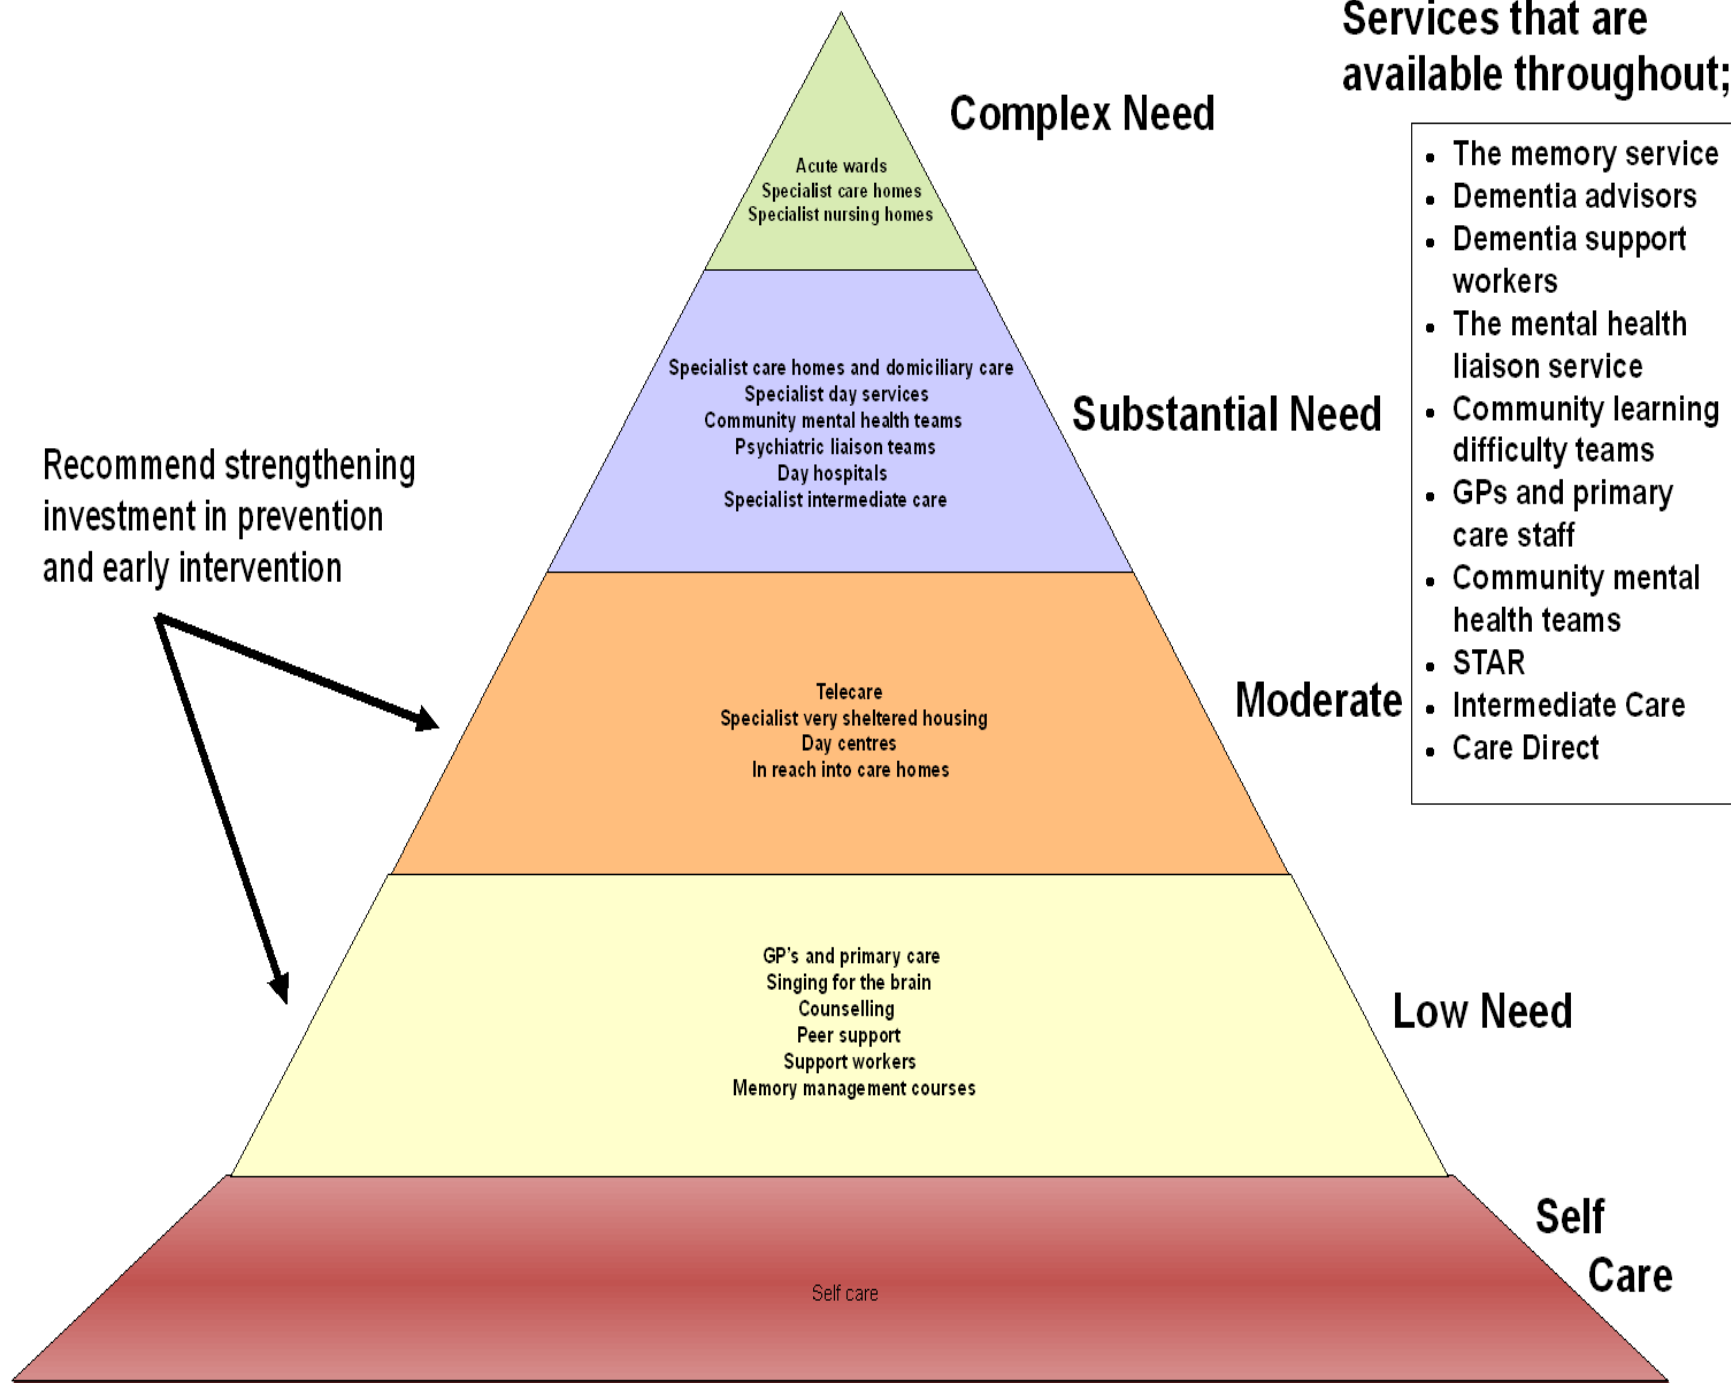 Services that are
available throughout;
Complex Need
Acute wards
Specialist care homes
Specialist nursing homes
• The memory service
• Dementia advisors
• Dementia support
workers
• The mental health
liaison service
• Community learning
difficulty teams
• GPs and primary
care staff
• Community mental
health teams
• STAR
• Intermediate Care
• Care Direct
Specialist care homes and domiciliary care
Specialist day services
Community mental health teams
Psychiatric liaison teams
Day hospitals
Specialist intermediate care
Substantial Need
Recommend strengthening
investment in prevention
and early intervention
Telecare
Specialist very sheltered housing
Day centres
In reach into care homes
Moderate
GP's and primary care
Singing for the brain
Counselling
Peer support
Support workers
Memory management courses
Low Need
Self
Care
Self care